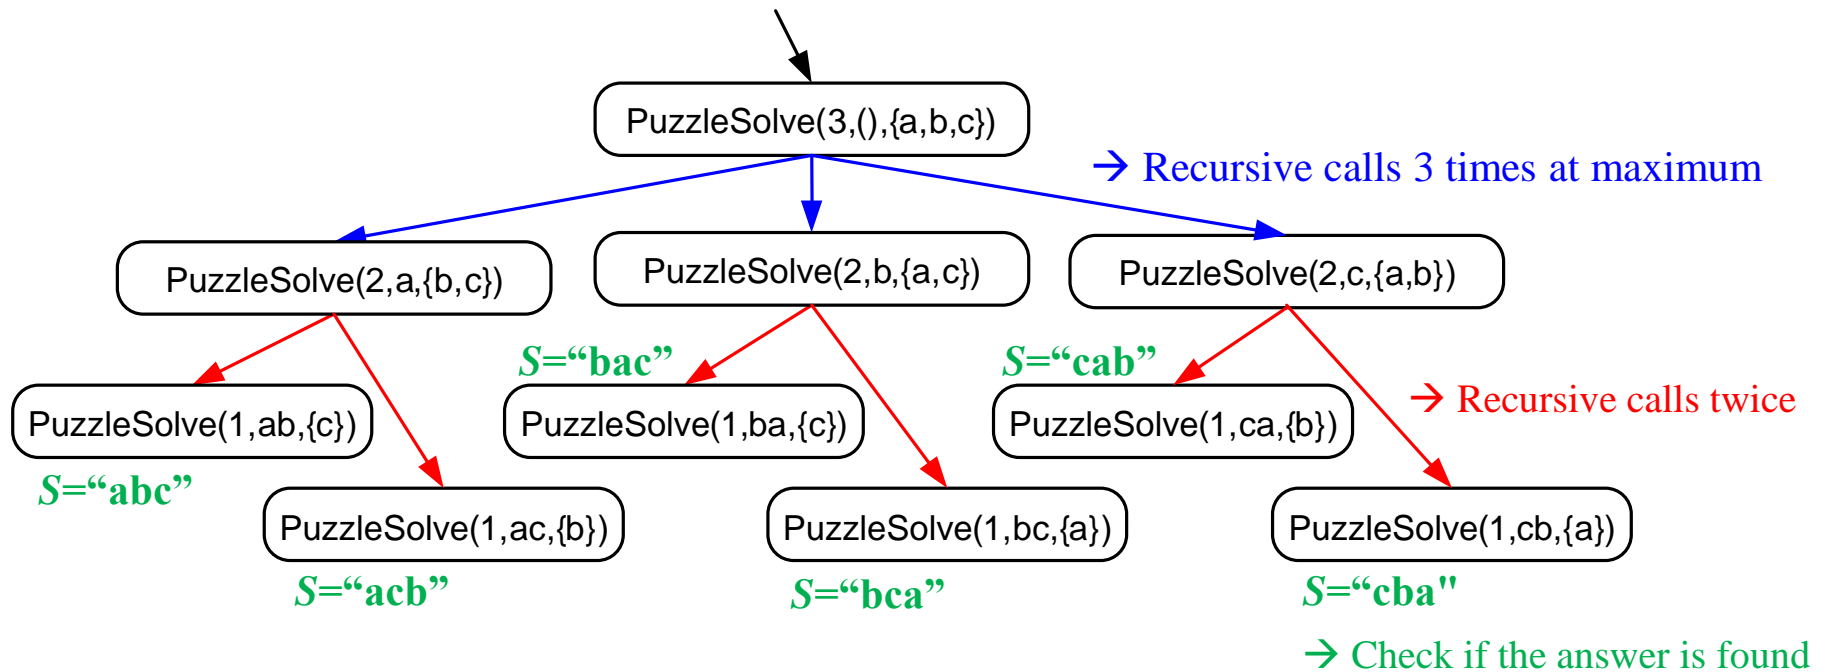 PuzzleSolve(3,(),{a,b,c})
→ Recursive calls 3 times at maximum
PuzzleSolve(2,a,{b,c})
PuzzleSolve(2,b,{a,c})
PuzzleSolve(2,c,{a,b})
S=“bac”
S=“cab”
PuzzleSolve(1,ab,{c})
PuzzleSolve(1,ba,{c})
PuzzleSolve(1,ca,{b})
→ Recursive calls twice
S=“abc”
PuzzleSolve(1,ac,{b})
PuzzleSolve(1,bc,{a})
PuzzleSolve(1,cb,{a})
S=“acb”
S=“bca”
S=“cba"
→ Check if the answer is found